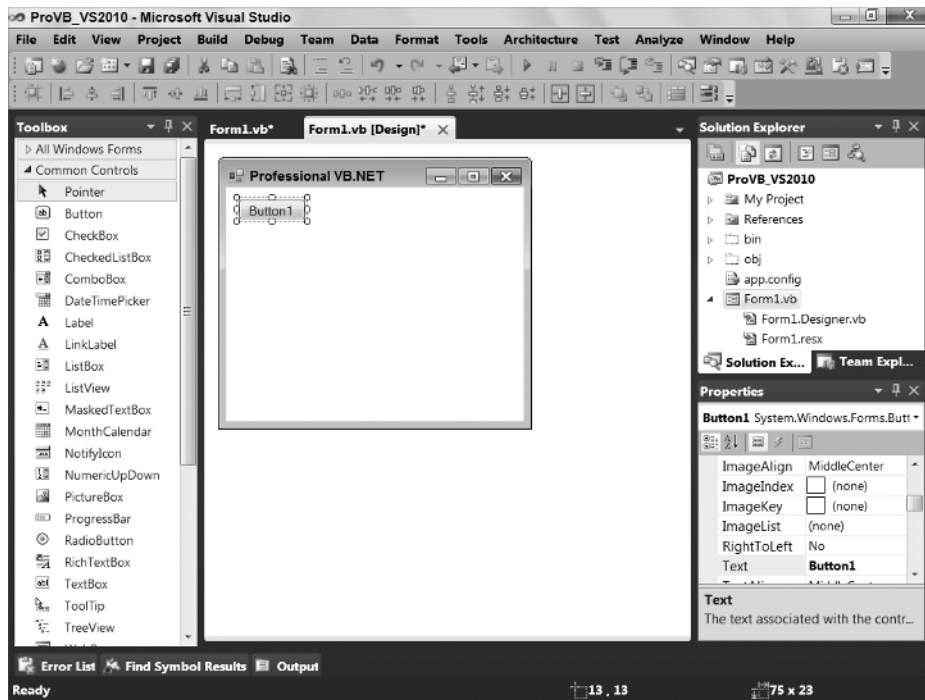 ProVB_VS2010 - Microsoft Visual Studio
File Edit View Project Build Debug Team Data Format Tools Architecture Test Analyze Window Help
Toolbox
All Windows Forms
Common Controls
Pointer
Button
CheckBox
CheckedListBox
ComboBox
DateTimePicker
A Label
A LinkLabel
ListBox
ListView
MaskedTextBox
MonthCalendar
NotifyIcon
NumericUpDown
PictureBox
ProgressBar
RadioButton
RichTextBox
TextBox
ToolTip
TreeView
Form1.vb* Form1.vb [Design]*
Professional VB.NET
Button1
Solution Explorer
ProVB_VS2010
My Project
References
bin
obj
app.config
Form1.vb
Form1.Designer.vb
Form1.resx
Solution Ex... Team Expl...
Properties
Button1 System.Windows.Forms.Butt
ImageAlign MiddleCenter
ImageIndex (none)
ImageKey (none)
ImageList (none)
RightToLeft No
Text Button1
Text
The text associated with the contr...
Error List Find Symbol Results Output
Ready 13 , 13 75 x 23